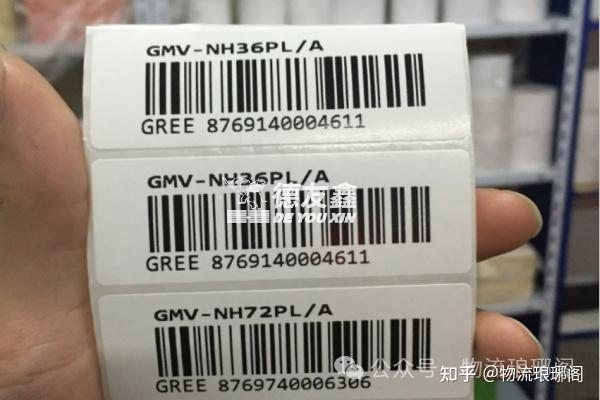 GMV-NH36PL/A
GREE 8769140004611
GMV-NH36PL/A
德友鑫
DE YOU XIN
GREE 8769140004611
GMV-NH72PL/A
公众号·物流琅琊阁
GREE 8769740006306
知乎 @物流琅琊阁